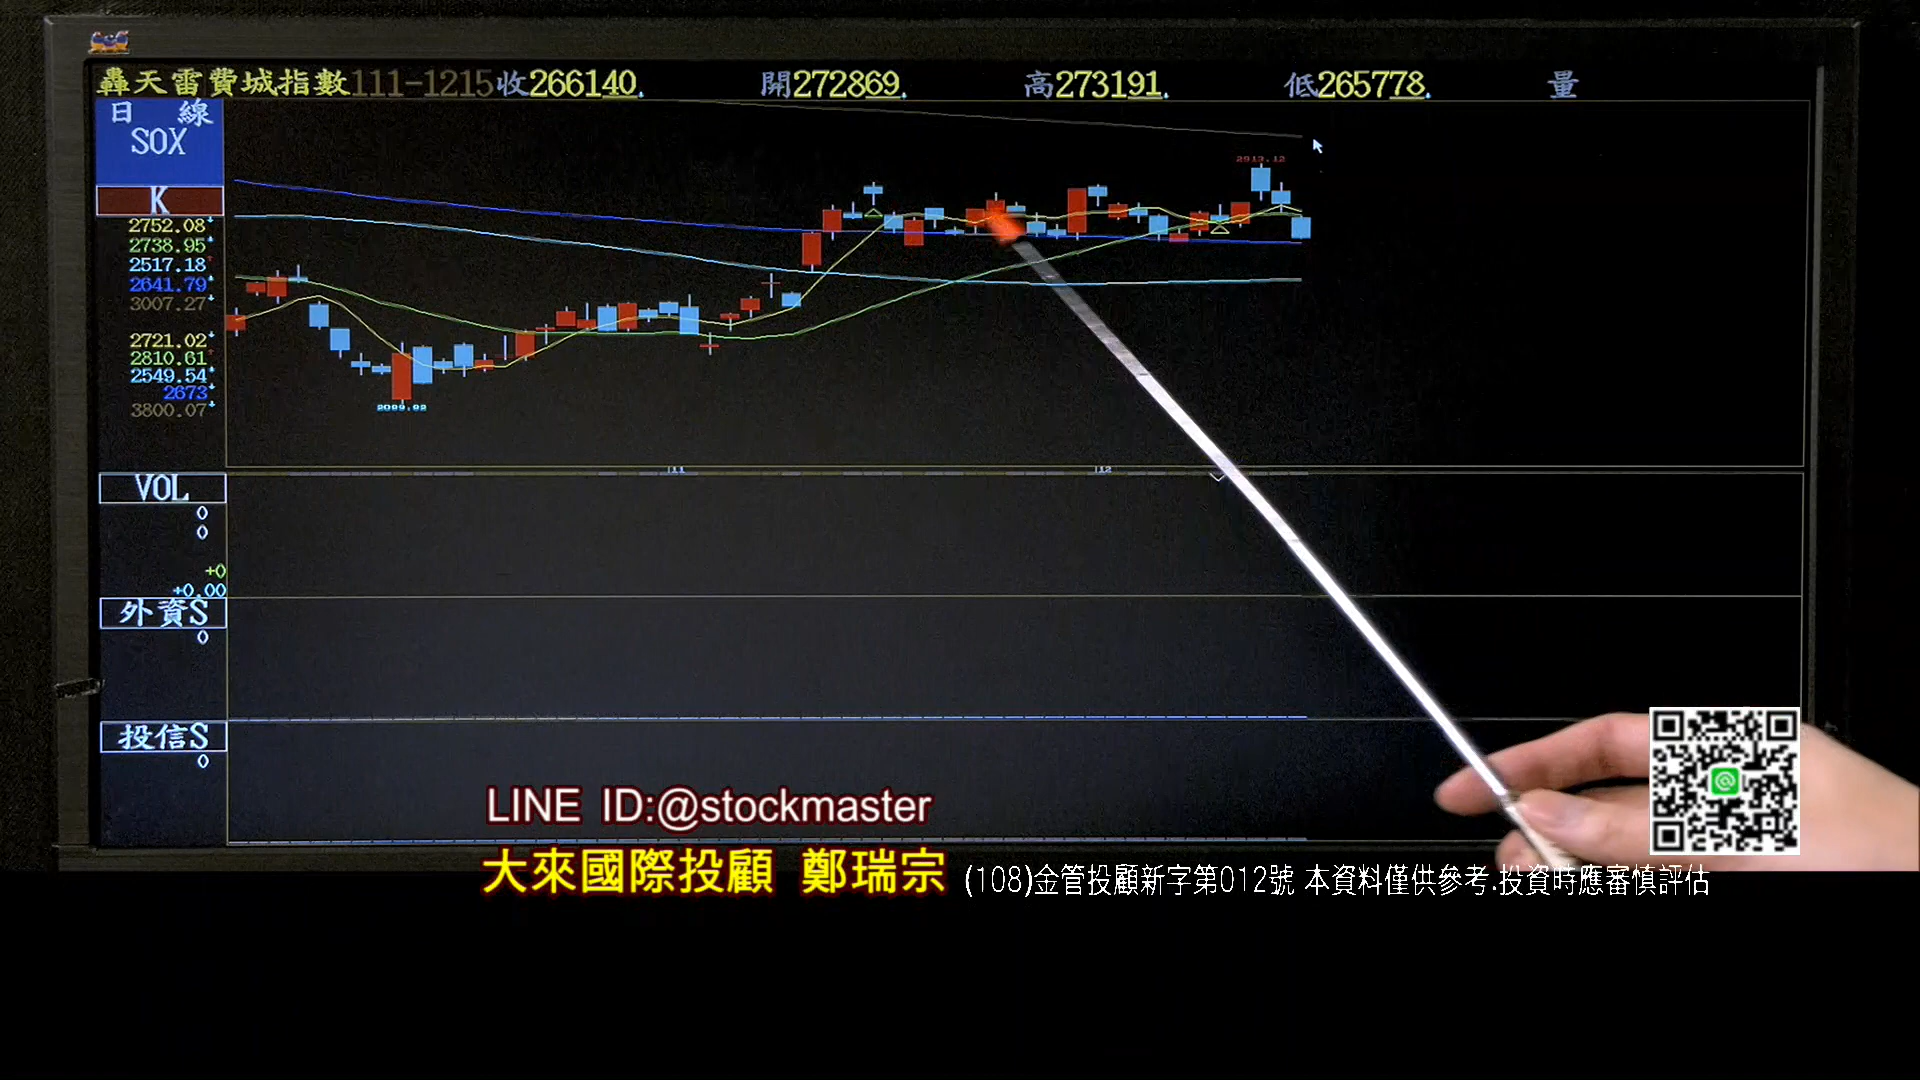 轟天雷費城指數111-1215收266140. 開272869. 高273191. 低265778. 量
日 線
SOX
K
2752.08
2738.95
2517.18
2641.79
3007.27
2721.02
2810.61
2549.54
2673
3800.07
2913.12
2089.82
11
12
VOL
0
0
+0
+0.00
外資S
0
投信S
0
LINE ID:@stockmaster
大來國際投顧 鄭瑞宗 (108)金管投顧新字第012號 本資料僅供參考.投資時應審慎評估